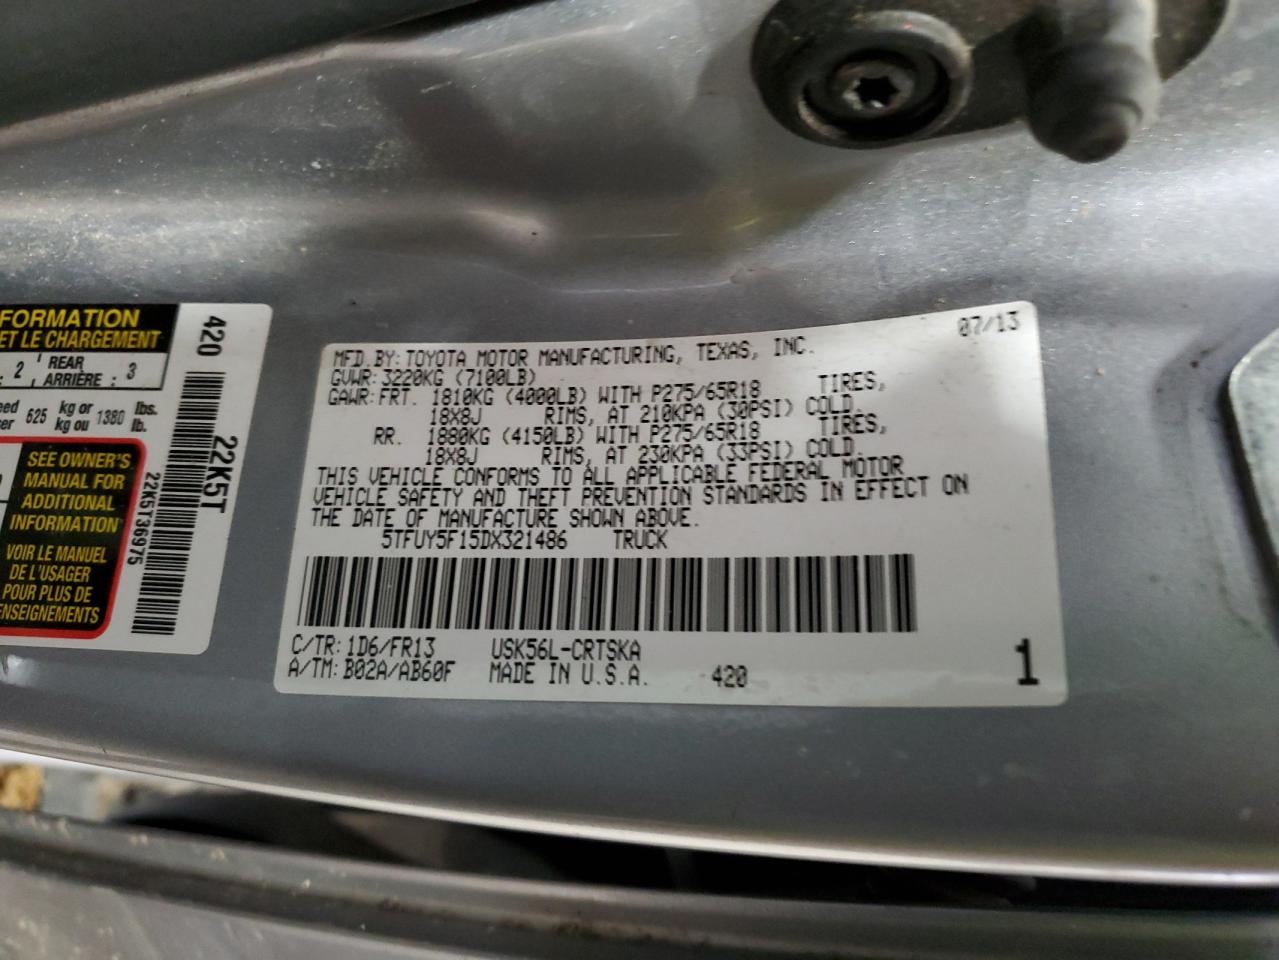 FORMATION
ET LE CHARGEMENT
2 REAR
ARRIÈRE : 3
625 kg or 1380 lbs.
kg ou lb.
SEE OWNER'S
MANUAL FOR
ADDITIONAL
INFORMATION
VOIR LE MANUEL
DE L'USAGER
POUR PLUS DE
ENSEIGNEMENTS
420
22K5T
22K5T36975
07/13
MFD. BY: TOYOTA MOTOR MANUFACTURING, TEXAS, INC.
GVWR: 3220KG (7100LB)
GAWR: FRT. 1810KG (4000LB) WITH P275/65R18 TIRES,
18X8J RIMS, AT 210KPA (30PSI) COLD.
RR. 1880KG (4150LB) WITH P275/65R18 TIRES,
18X8J RIMS, AT 230KPA (33PSI) COLD.
THIS VEHICLE CONFORMS TO ALL APPLICABLE FEDERAL MOTOR
VEHICLE SAFETY AND THEFT PREVENTION STANDARDS IN EFFECT ON
THE DATE OF MANUFACTURE SHOWN ABOVE.
5TFUY5F15DX321486 TRUCK
C/TR: 1D6/FR13 USK56L-CRTSKA
A/TM: B02A/AB60F MADE IN U.S.A. 420
1